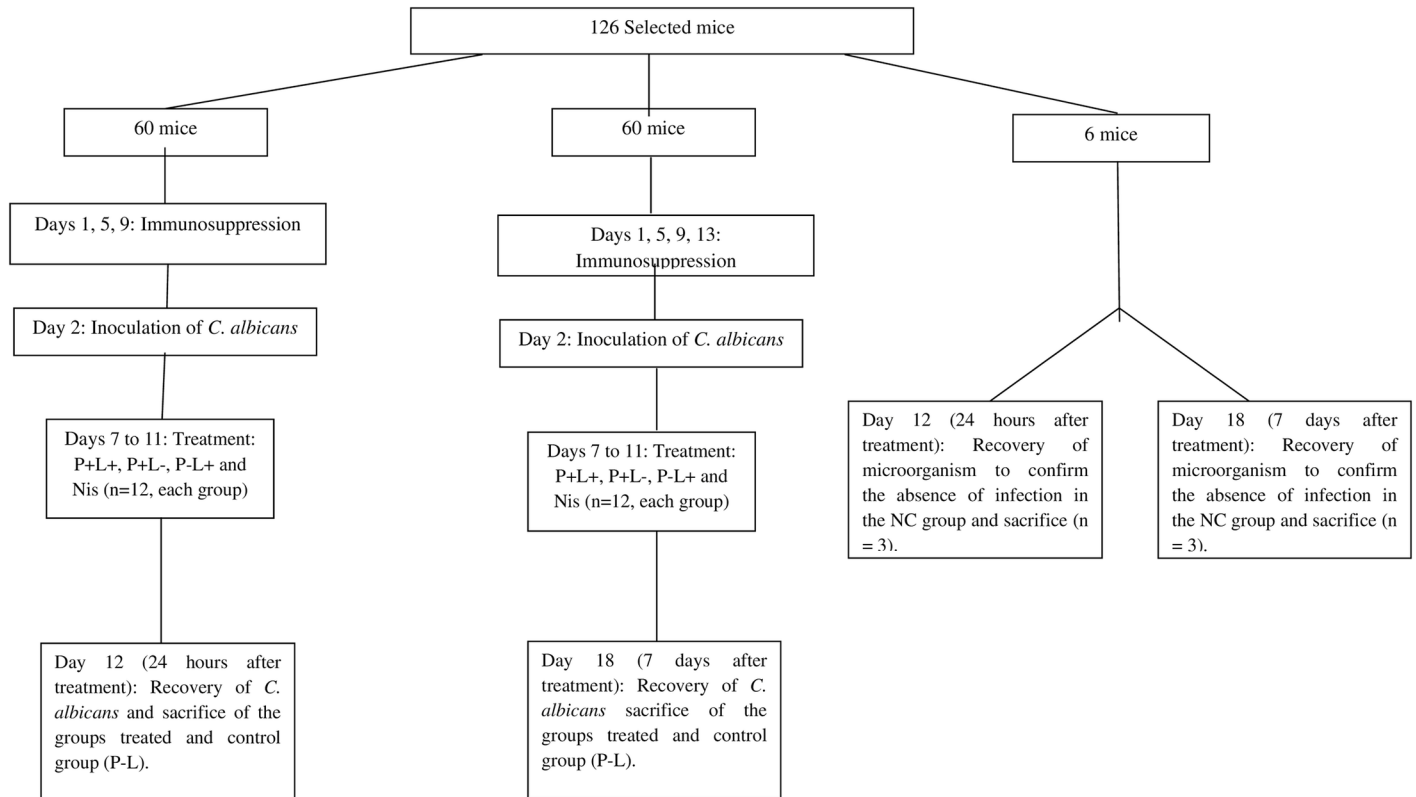 126 Selected mice
60 mice
60 mice
6 mice
Days 1, 5, 9: Immunosuppression
Days 1, 5, 9, 13:
Immunosuppression
Day 2: Inoculation of C. albicans
Day 2: Inoculation of C. albicans
Days 7 to 11: Treatment:
P+L+, P+L-, P-L+ and
Nis (n=12, each group)
Days 7 to 11: Treatment:
P+L+, P+L-, P-L+ and
Nis (n=12, each group)
Day 12 (24 hours after
treatment): Recovery of
microorganism to confirm
the absence of infection in
the NC group and sacrifice (n
= 3).
Day 18 (7 days after
treatment): Recovery of
microorganism to confirm
the absence of infection in
the NC group and sacrifice (n
= 3).
Day 12 (24 hours after
treatment): Recovery of C.
albicans and sacrifice of the
groups treated and control
group (P-L).
Day 18 (7 days after
treatment): Recovery of C.
albicans sacrifice of the
groups treated and control
group (P-L).